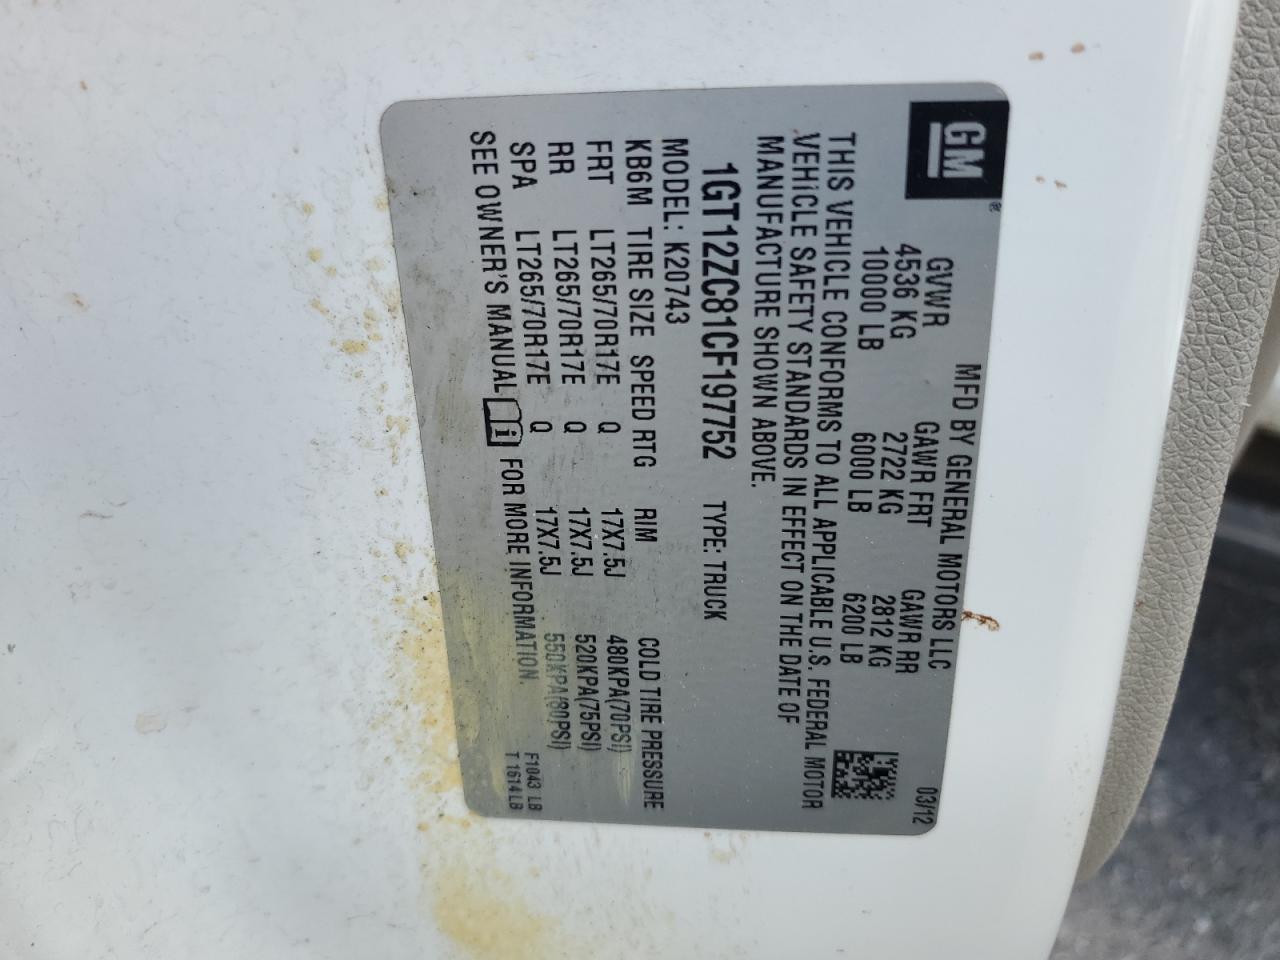 GM®
MFD BY GENERAL MOTORS LLC 03/12
GVWR GAWR FRT GAWR RR
4536 KG 2722 KG 2812 KG
10000 LB 6000 LB 6200 LB
THIS VEHICLE CONFORMS TO ALL APPLICABLE U.S. FEDERAL MOTOR
VEHICLE SAFETY STANDARDS IN EFFECT ON THE DATE OF
MANUFACTURE SHOWN ABOVE.
1GT12ZC81CF197752 TYPE: TRUCK
MODEL: K20743
KB6M TIRE SIZE SPEED RTG RIM COLD TIRE PRESSURE
FRT LT265/70R17E Q 17X7.5J 480KPA(70PSI)
RR LT265/70R17E Q 17X7.5J 520KPA(75PSI)
SPA LT265/70R17E Q 17X7.5J 550KPA(80PSI)
SEE OWNER'S MANUAL i FOR MORE INFORMATION.
F1043 LB
T 1614LB